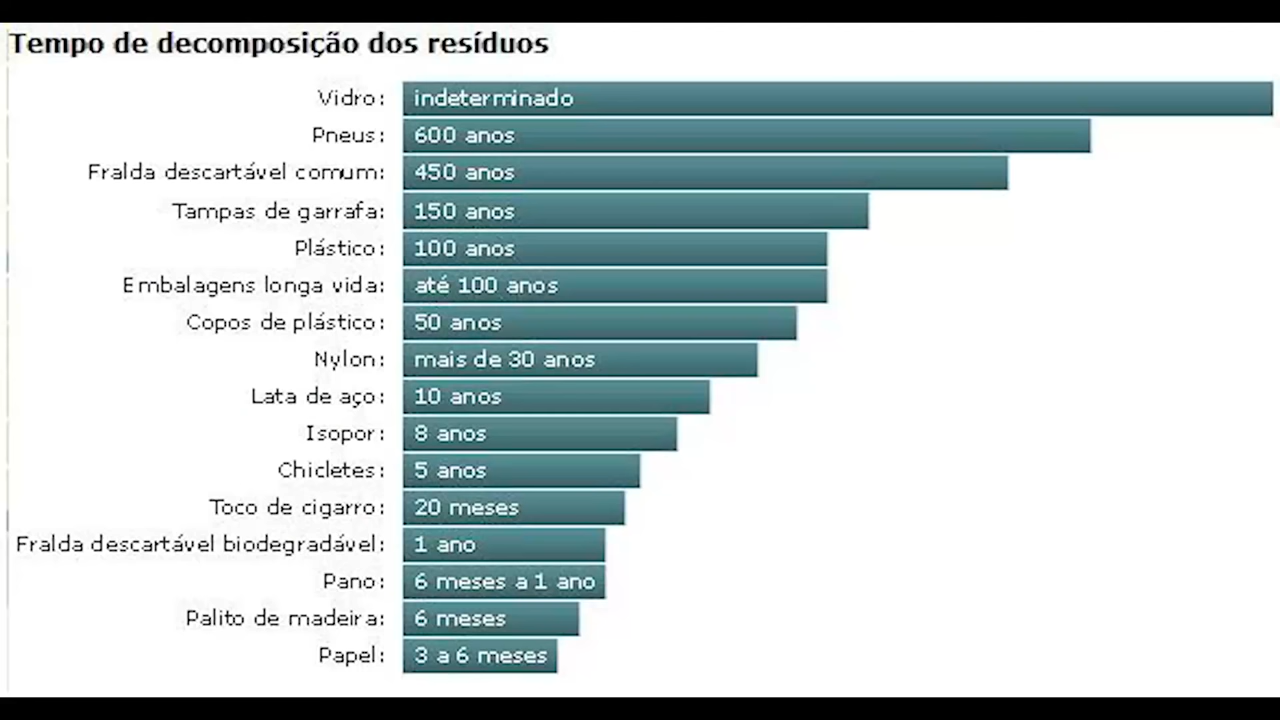 Tempo de decomposição dos resíduos
Vidro: indeterminado
Pneus: 600 anos
Fralda descartável comum: 450 anos
Tampas de garrafa: 150 anos
Plástico: 100 anos
Embalagens longa vida: até 100 anos
Copos de plástico: 50 anos
Nylon: mais de 30 anos
Lata de aço: 10 anos
Isopor: 8 anos
Chicletes: 5 anos
Toco de cigarro: 20 meses
Fralda descartável biodegradável: 1 ano
Pano: 6 meses a 1 ano
Palito de madeira: 6 meses
Papel: 3 a 6 meses